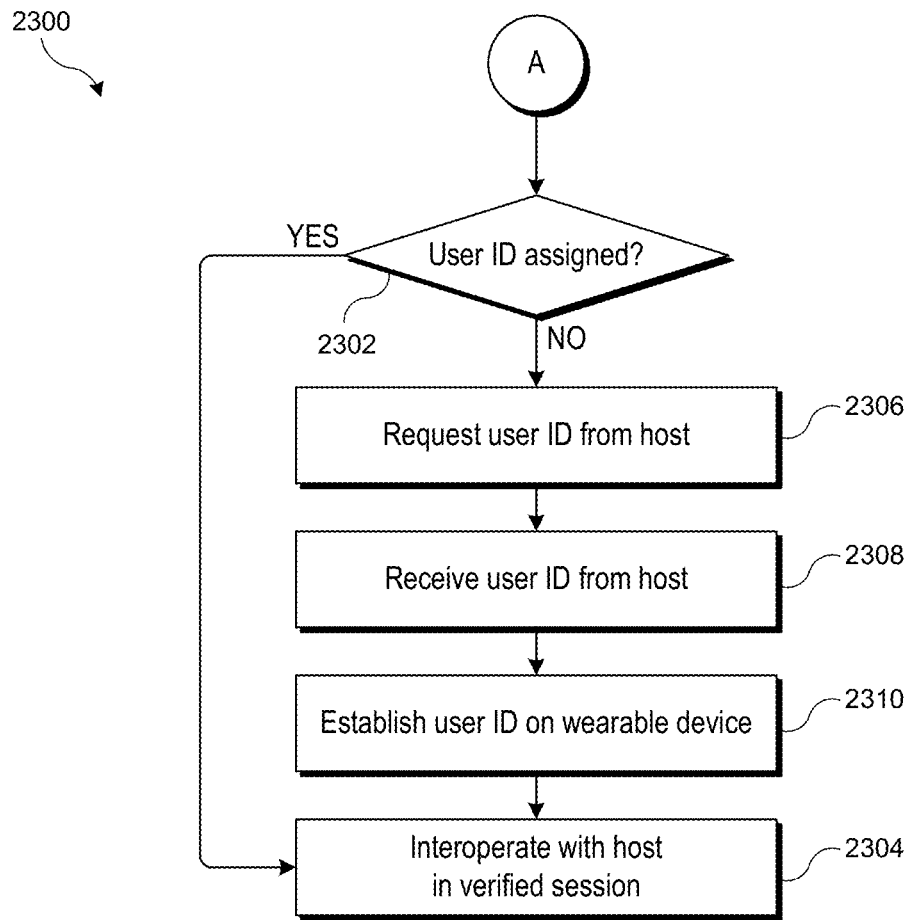 2300
A
YES
User ID assigned?
2302
NO
Request user ID from host
2306
Receive user ID from host
2308
Establish user ID on wearable device
2310
Interoperate with host
in verified session
2304